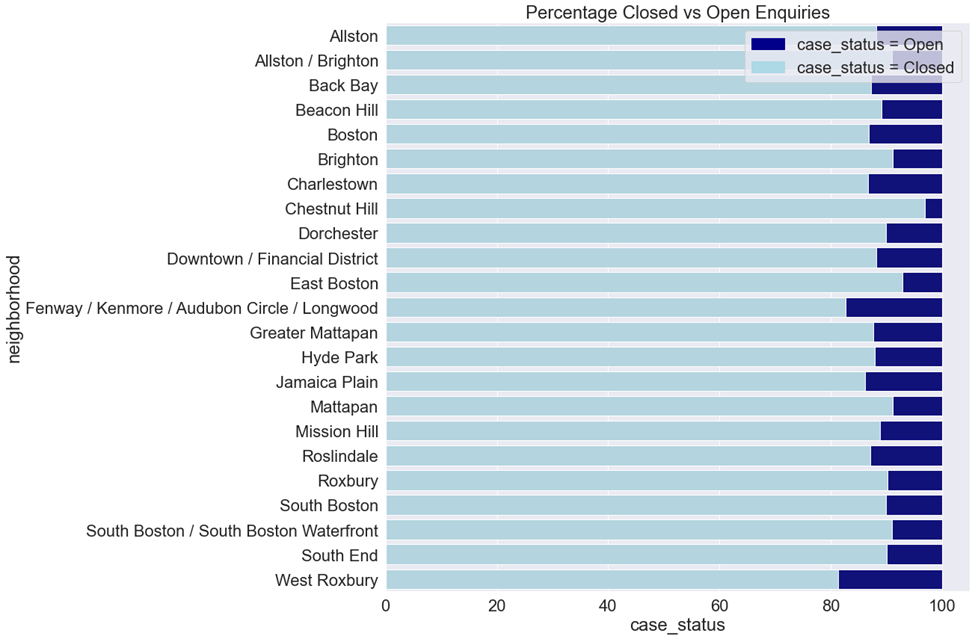 Percentage Closed vs Open Enquiries
case_status = Open
case_status = Closed
neighborhood
Allston
Allston / Brighton
Back Bay
Beacon Hill
Boston
Brighton
Charlestown
Chestnut Hill
Dorchester
Downtown / Financial District
East Boston
Fenway / Kenmore / Audubon Circle / Longwood
Greater Mattapan
Hyde Park
Jamaica Plain
Mattapan
Mission Hill
Roslindale
Roxbury
South Boston
South Boston / South Boston Waterfront
South End
West Roxbury
0 20 40 60 80 100
case_status